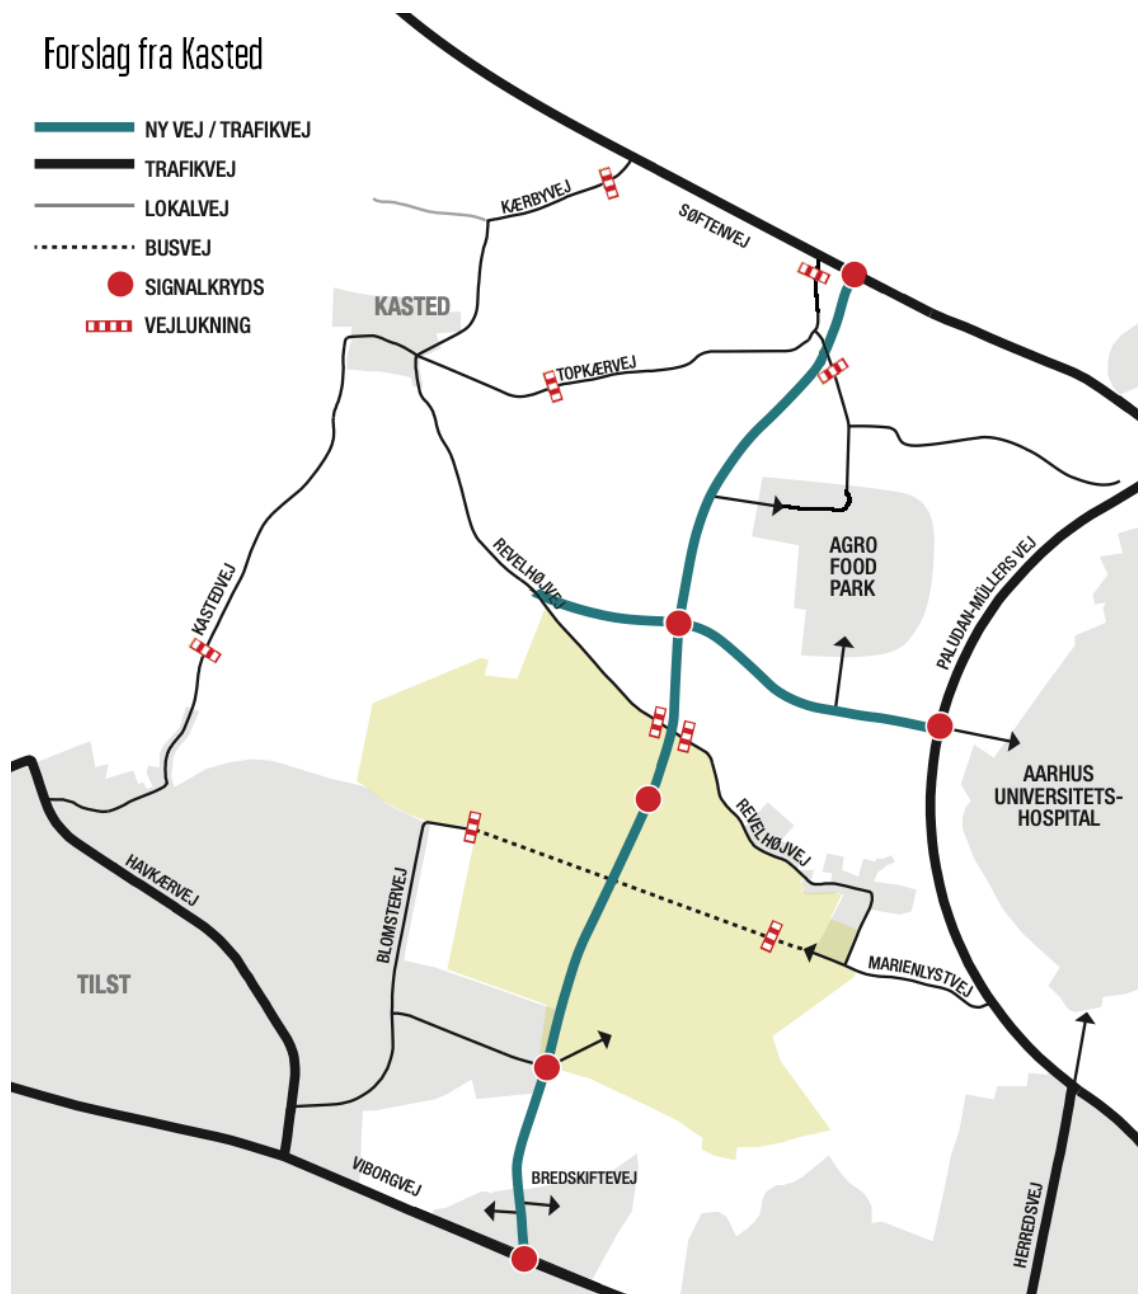 Forslag fra Kasted
NY VEJ / TRAFIKVEJ
TRAFIKVEJ
LOKALVEJ
BUSVEJ
SIGNALKRYDS
VEJLUKNING
KÆRBYVEJ
SØFTENVEJ
KASTED
TOPKÆRVEJ
REVELHØJVEJ
AGRO
FOOD
PARK
PALUDAN-MÜLLERS VEJ
KASTEDVEJ
AARHUS
UNIVERSITETS-
HOSPITAL
REVELHØJVEJ
HAVKÆRVEJ
BLOMSTERVEJ
MARIENLYSTVEJ
TILST
VIBORGVEJ
BREDSKIFTEVEJ
HERREDSVEJ